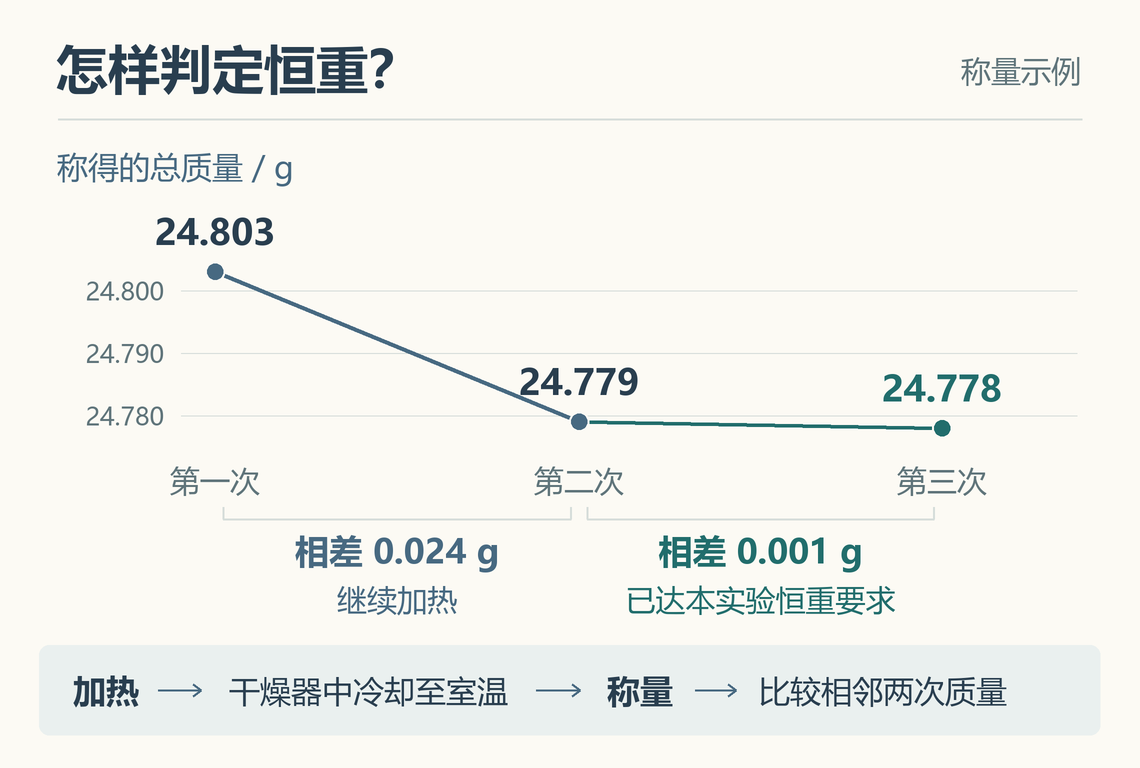 怎样判定恒重?
称量示例
称得的总质量 / g
24.803
24.800
24.790
24.779
24.778
24.780
第一次
第二次
第三次
相差 0.024 g
相差 0.001 g
继续加热
已达本实验恒重要求
加热 → 干燥器中冷却至室温 → 称量 → 比较相邻两次质量